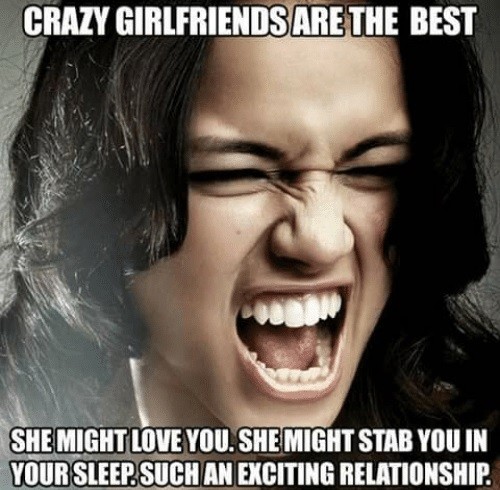 CRAZY GIRLFRIENDS ARE THE BEST
SHE MIGHT LOVE YOU. SHE MIGHT STAB YOU IN
YOUR SLEEP. SUCH AN EXCITING RELATIONSHIP.